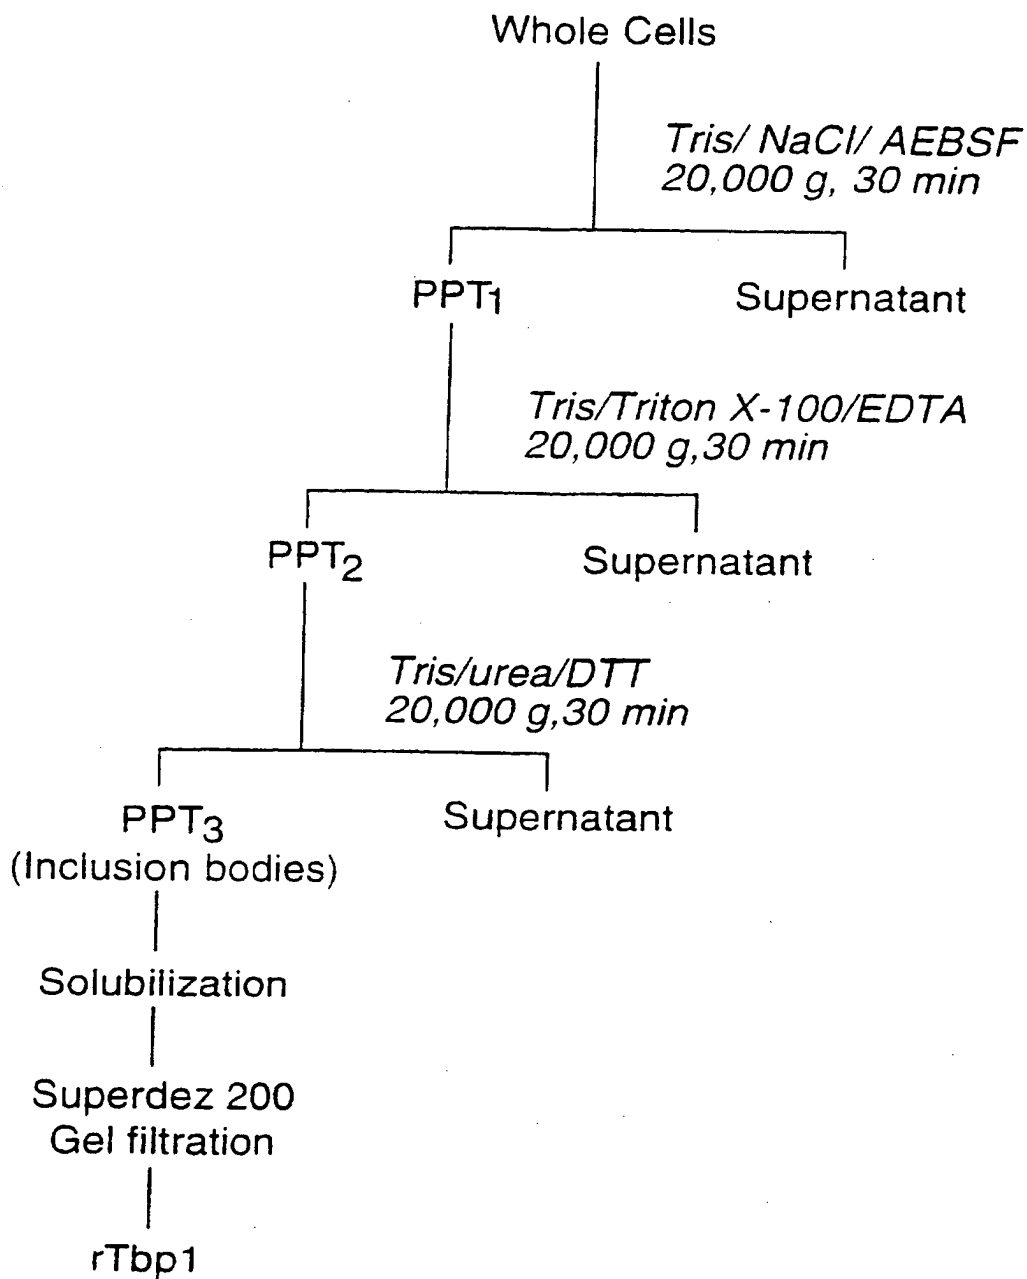 Whole Cells
Tris/ NaCl/ AEBSF
20,000 g, 30 min
PPT1
Supernatant
Tris/Triton X-100/EDTA
20,000 g,30 min
PPT2
Supernatant
Tris/urea/DTT
20,000 g,30 min
PPT3
Supernatant
(Inclusion bodies)
Solubilization
Superdez 200
Gel filtration
rTbp1